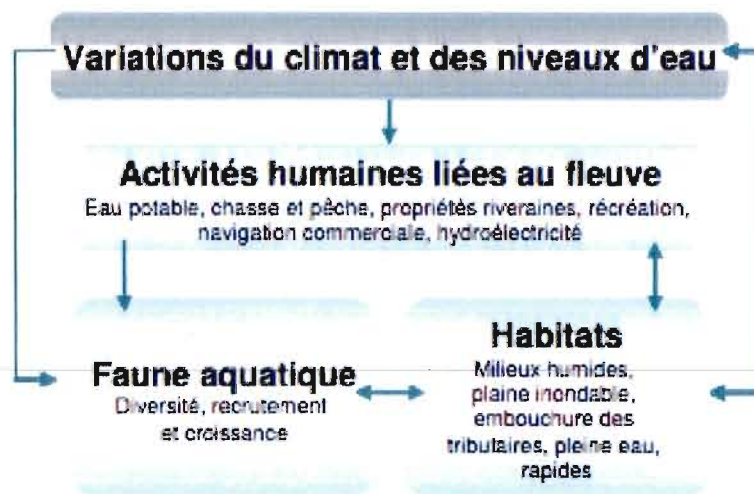 Variations du climat et des niveaux d'eau
Activités humaines liées au fleuve
Eau potable, chasse et pêche, propriétés riveraines, récréation,
navigation commerciale, hydroélectricité
Faune aquatique
Diversité, recrutement
et croissance
Habitats
Milieux humides,
plaine inondable,
embouchure des
tributaires, pleine eau,
rapides